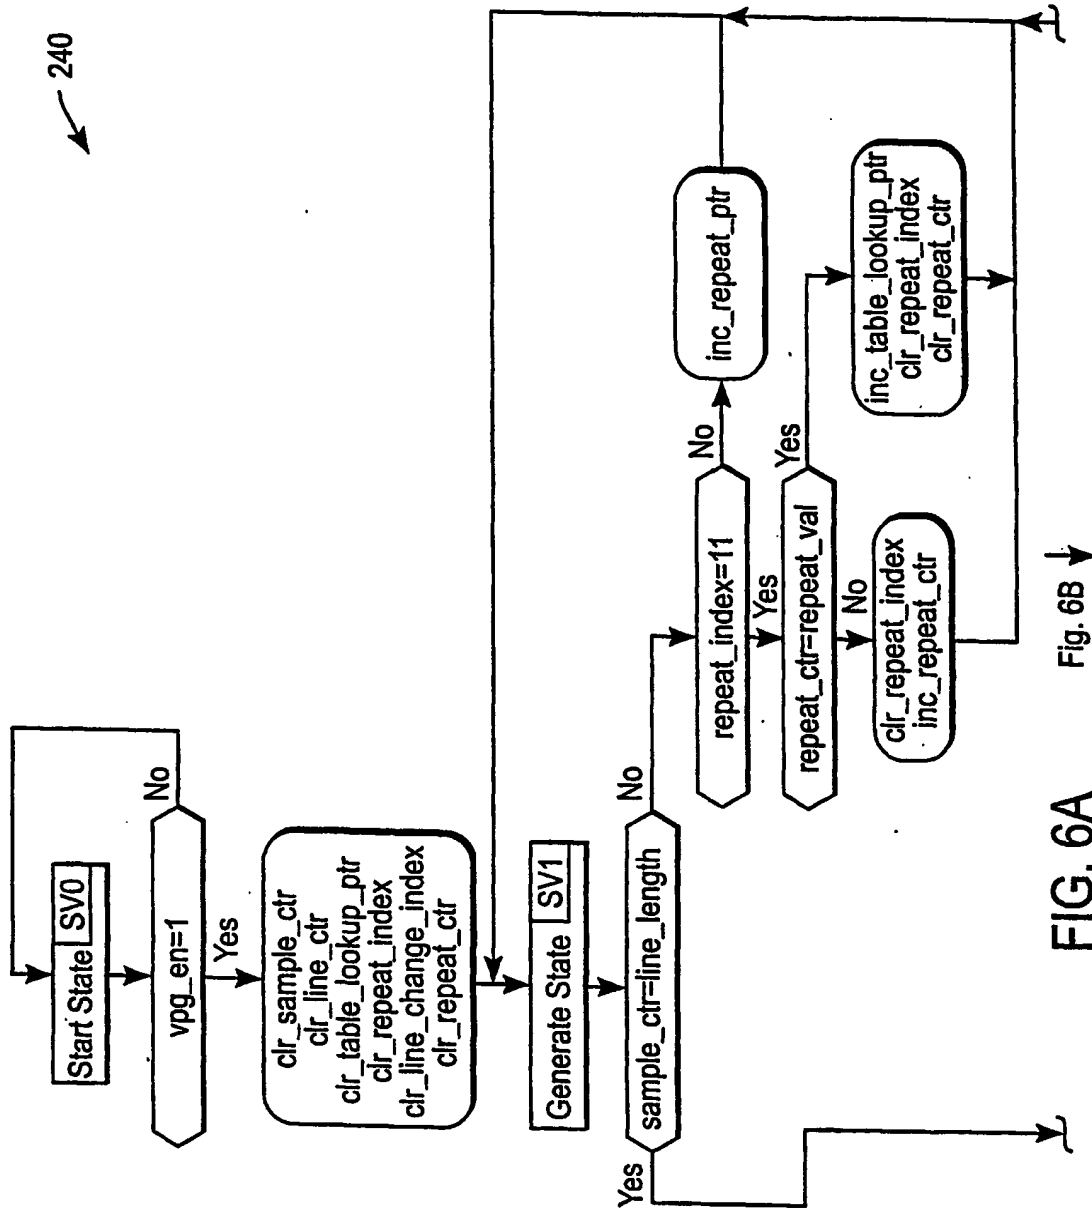 240
Start State SV0
vpg_en=1
No
Yes
clr_sample_ctr
clr_line_ctr
clr_table_lookup_ptr
clr_repeat_index
clr_line_change_index
clr_repeat_ctr
Generate State SV1
sample_ctr=line_length
Yes
No
repeat_index=11
No
inc_repeat_ptr
Yes
repeat_ctr=repeat_val
Yes
inc_table_lookup_ptr
clr_repeat_index
clr_repeat_ctr
No
clr_repeat_index
inc_repeat_ctr
Fig. 6B
FIG. 6A